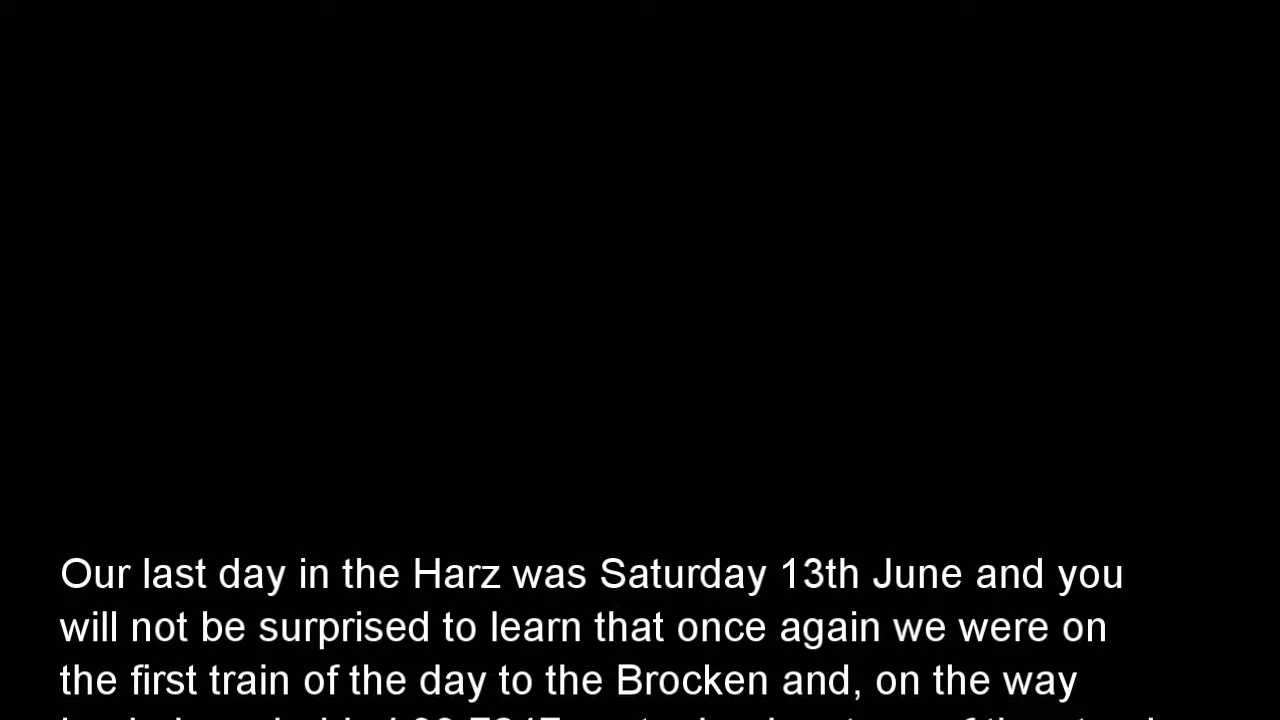 Our last day in the Harz was Saturday 13th June and you
will not be surprised to learn that once again we were on
the first train of the day to the Brocken and, on the way